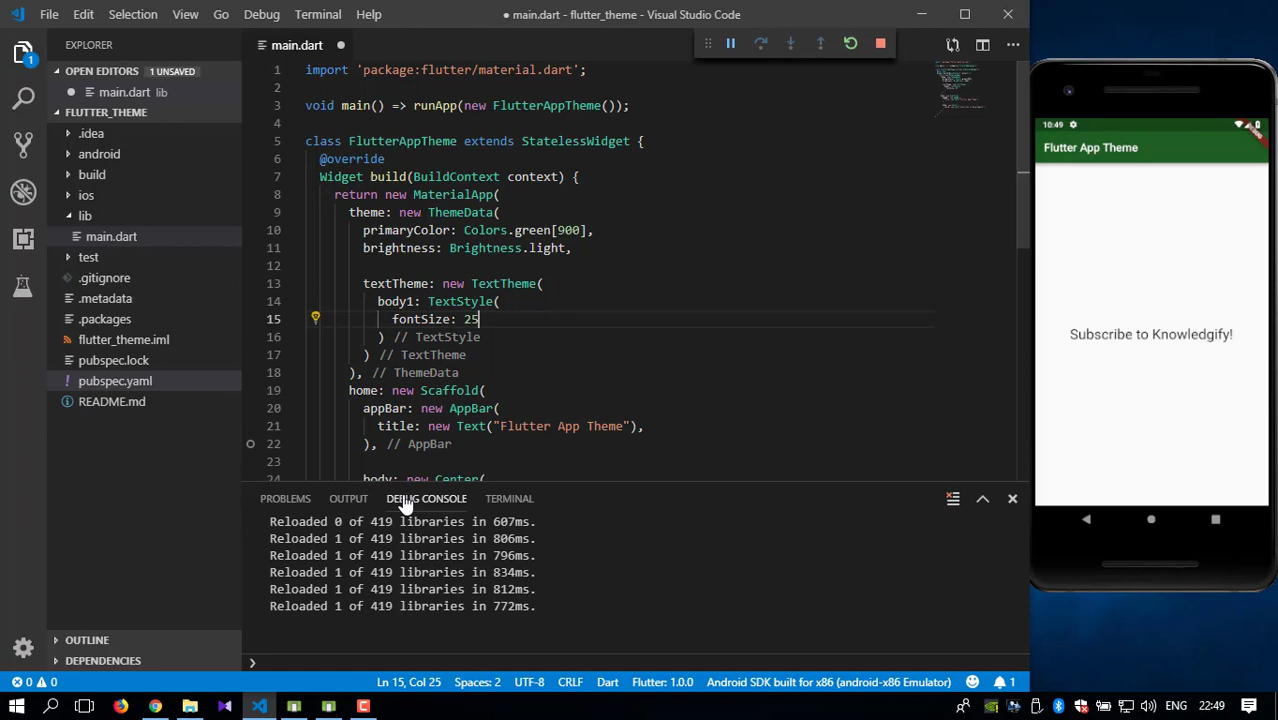 File Edit Selection View Go Debug Terminal Help
● main.dart - flutter_theme - Visual Studio Code
EXPLORER
OPEN EDITORS 1 UNSAVED
main.dart lib
FLUTTER_THEME
.idea
android
build
ios
lib
main.dart
test
.gitignore
.metadata
.packages
flutter_theme.iml
pubspec.lock
! pubspec.yaml
README.md
OUTLINE
DEPENDENCIES
1
main.dart
1 import 'package:flutter/material.dart';
2
3 void main() => runApp(new FlutterAppTheme());
4
5 class FlutterAppTheme extends StatelessWidget {
6 @override
7 Widget build(BuildContext context) {
8 return new MaterialApp(
9 theme: new ThemeData(
10 primaryColor: Colors.green[900],
11 brightness: Brightness.light,
12
13 textTheme: new TextTheme(
14 body1: TextStyle(
15 fontSize: 25
16 ) // TextStyle
17 ) // TextTheme
18 ), // ThemeData
19 home: new Scaffold(
20 appBar: new AppBar(
21 title: new Text("Flutter App Theme"),
22 ), // AppBar
23
24 body: new Center(
PROBLEMS OUTPUT DEBUG CONSOLE TERMINAL
Reloaded 0 of 419 libraries in 607ms.
Reloaded 1 of 419 libraries in 806ms.
Reloaded 1 of 419 libraries in 796ms.
Reloaded 1 of 419 libraries in 834ms.
Reloaded 1 of 419 libraries in 812ms.
Reloaded 1 of 419 libraries in 772ms.
10:49
Flutter App Theme
Subscribe to Knowledgify!
0 0 Ln 15, Col 25 Spaces: 2 UTF-8 CRLF Dart Flutter: 1.0.0 Android SDK built for x86 (android-x86 Emulator) 1
ENG 22:49